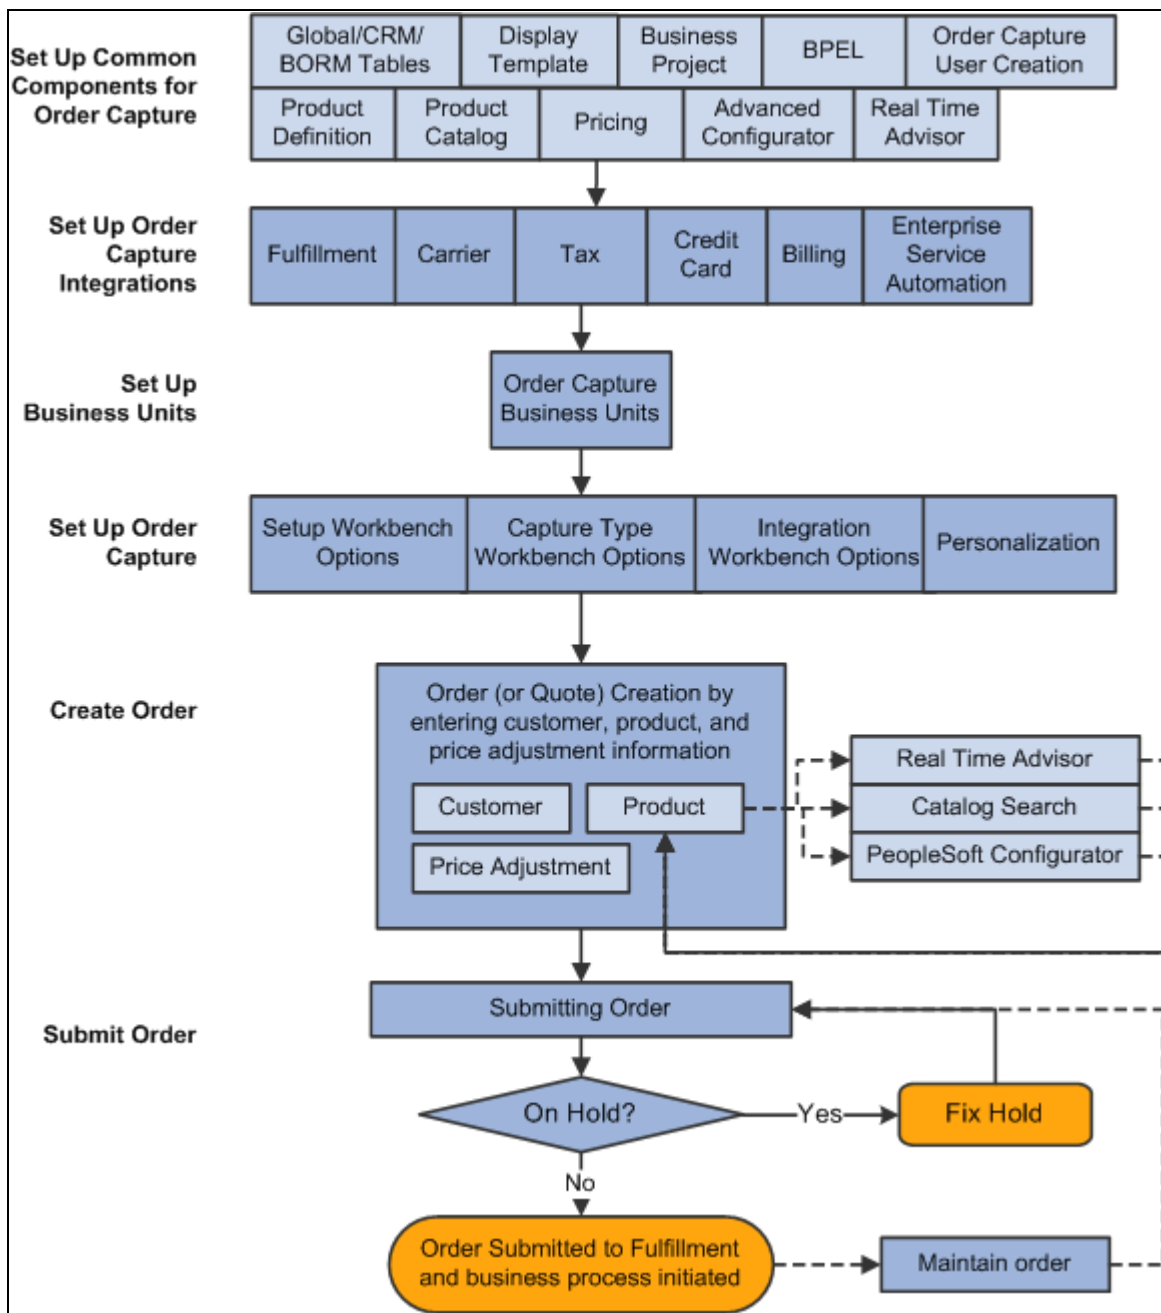 Set Up Common
Components for
Order Capture
Global/CRM/
BORM Tables
Display
Template
Business
Project
BPEL
Order Capture
User Creation
Product
Definition
Product
Catalog
Pricing
Advanced
Configurator
Real Time
Advisor
Set Up Order
Capture
Integrations
Fulfillment
Carrier
Tax
Credit
Card
Billing
Enterprise
Service
Automation
Set Up
Business Units
Order Capture
Business Units
Set Up Order
Capture
Setup Workbench
Options
Capture Type
Workbench Options
Integration
Workbench Options
Personalization
Create Order
Order (or Quote) Creation by
entering customer, product, and
price adjustment information
Customer
Product
Price Adjustment
Real Time Advisor
Catalog Search
PeopleSoft Configurator
Submit Order
Submitting Order
On Hold?
Yes
Fix Hold
No
Order Submitted to Fulfillment
and business process initiated
Maintain order